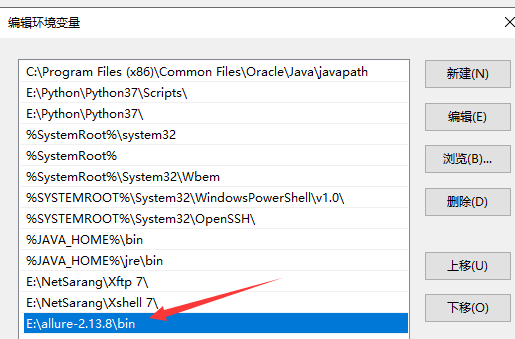 编辑环境变量
C:\Program Files (x86)\Common Files\Oracle\Java\javapath
E:\Python\Python37\Scripts\
E:\Python\Python37\
%SystemRoot%\system32
%SystemRoot%
%SystemRoot%\System32\Wbem
%SYSTEMROOT%\System32\WindowsPowerShell\v1.0\
%SYSTEMROOT%\System32\OpenSSH\
%JAVA_HOME%\bin
%JAVA_HOME%\jre\bin
E:\NetSarang\Xftp 7\
E:\NetSarang\Xshell 7\
E:\allure-2.13.8\bin
新建(N)
编辑(E)
浏览(B)...
删除(D)
上移(U)
下移(O)